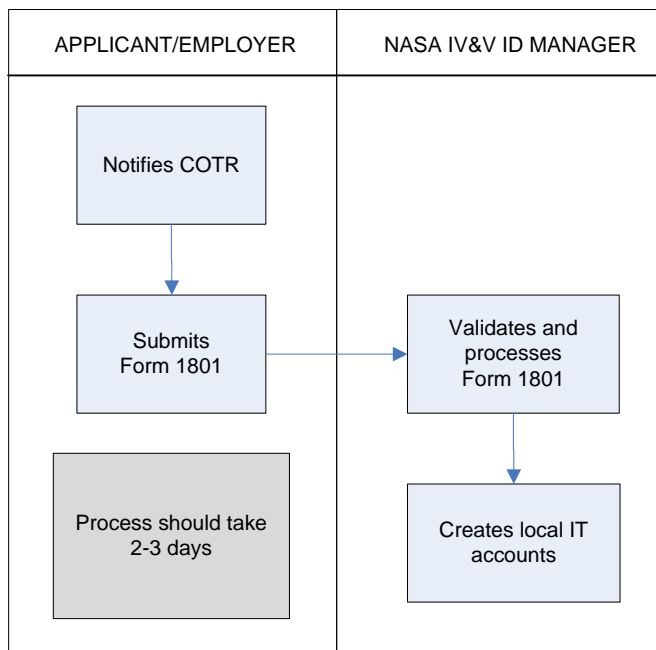 APPLICANT/EMPLOYER
NASA IV&V ID MANAGER
Notifies COTR
Submits
Form 1801
Validates and
processes
Form 1801
Process should take
2-3 days
Creates local IT
accounts